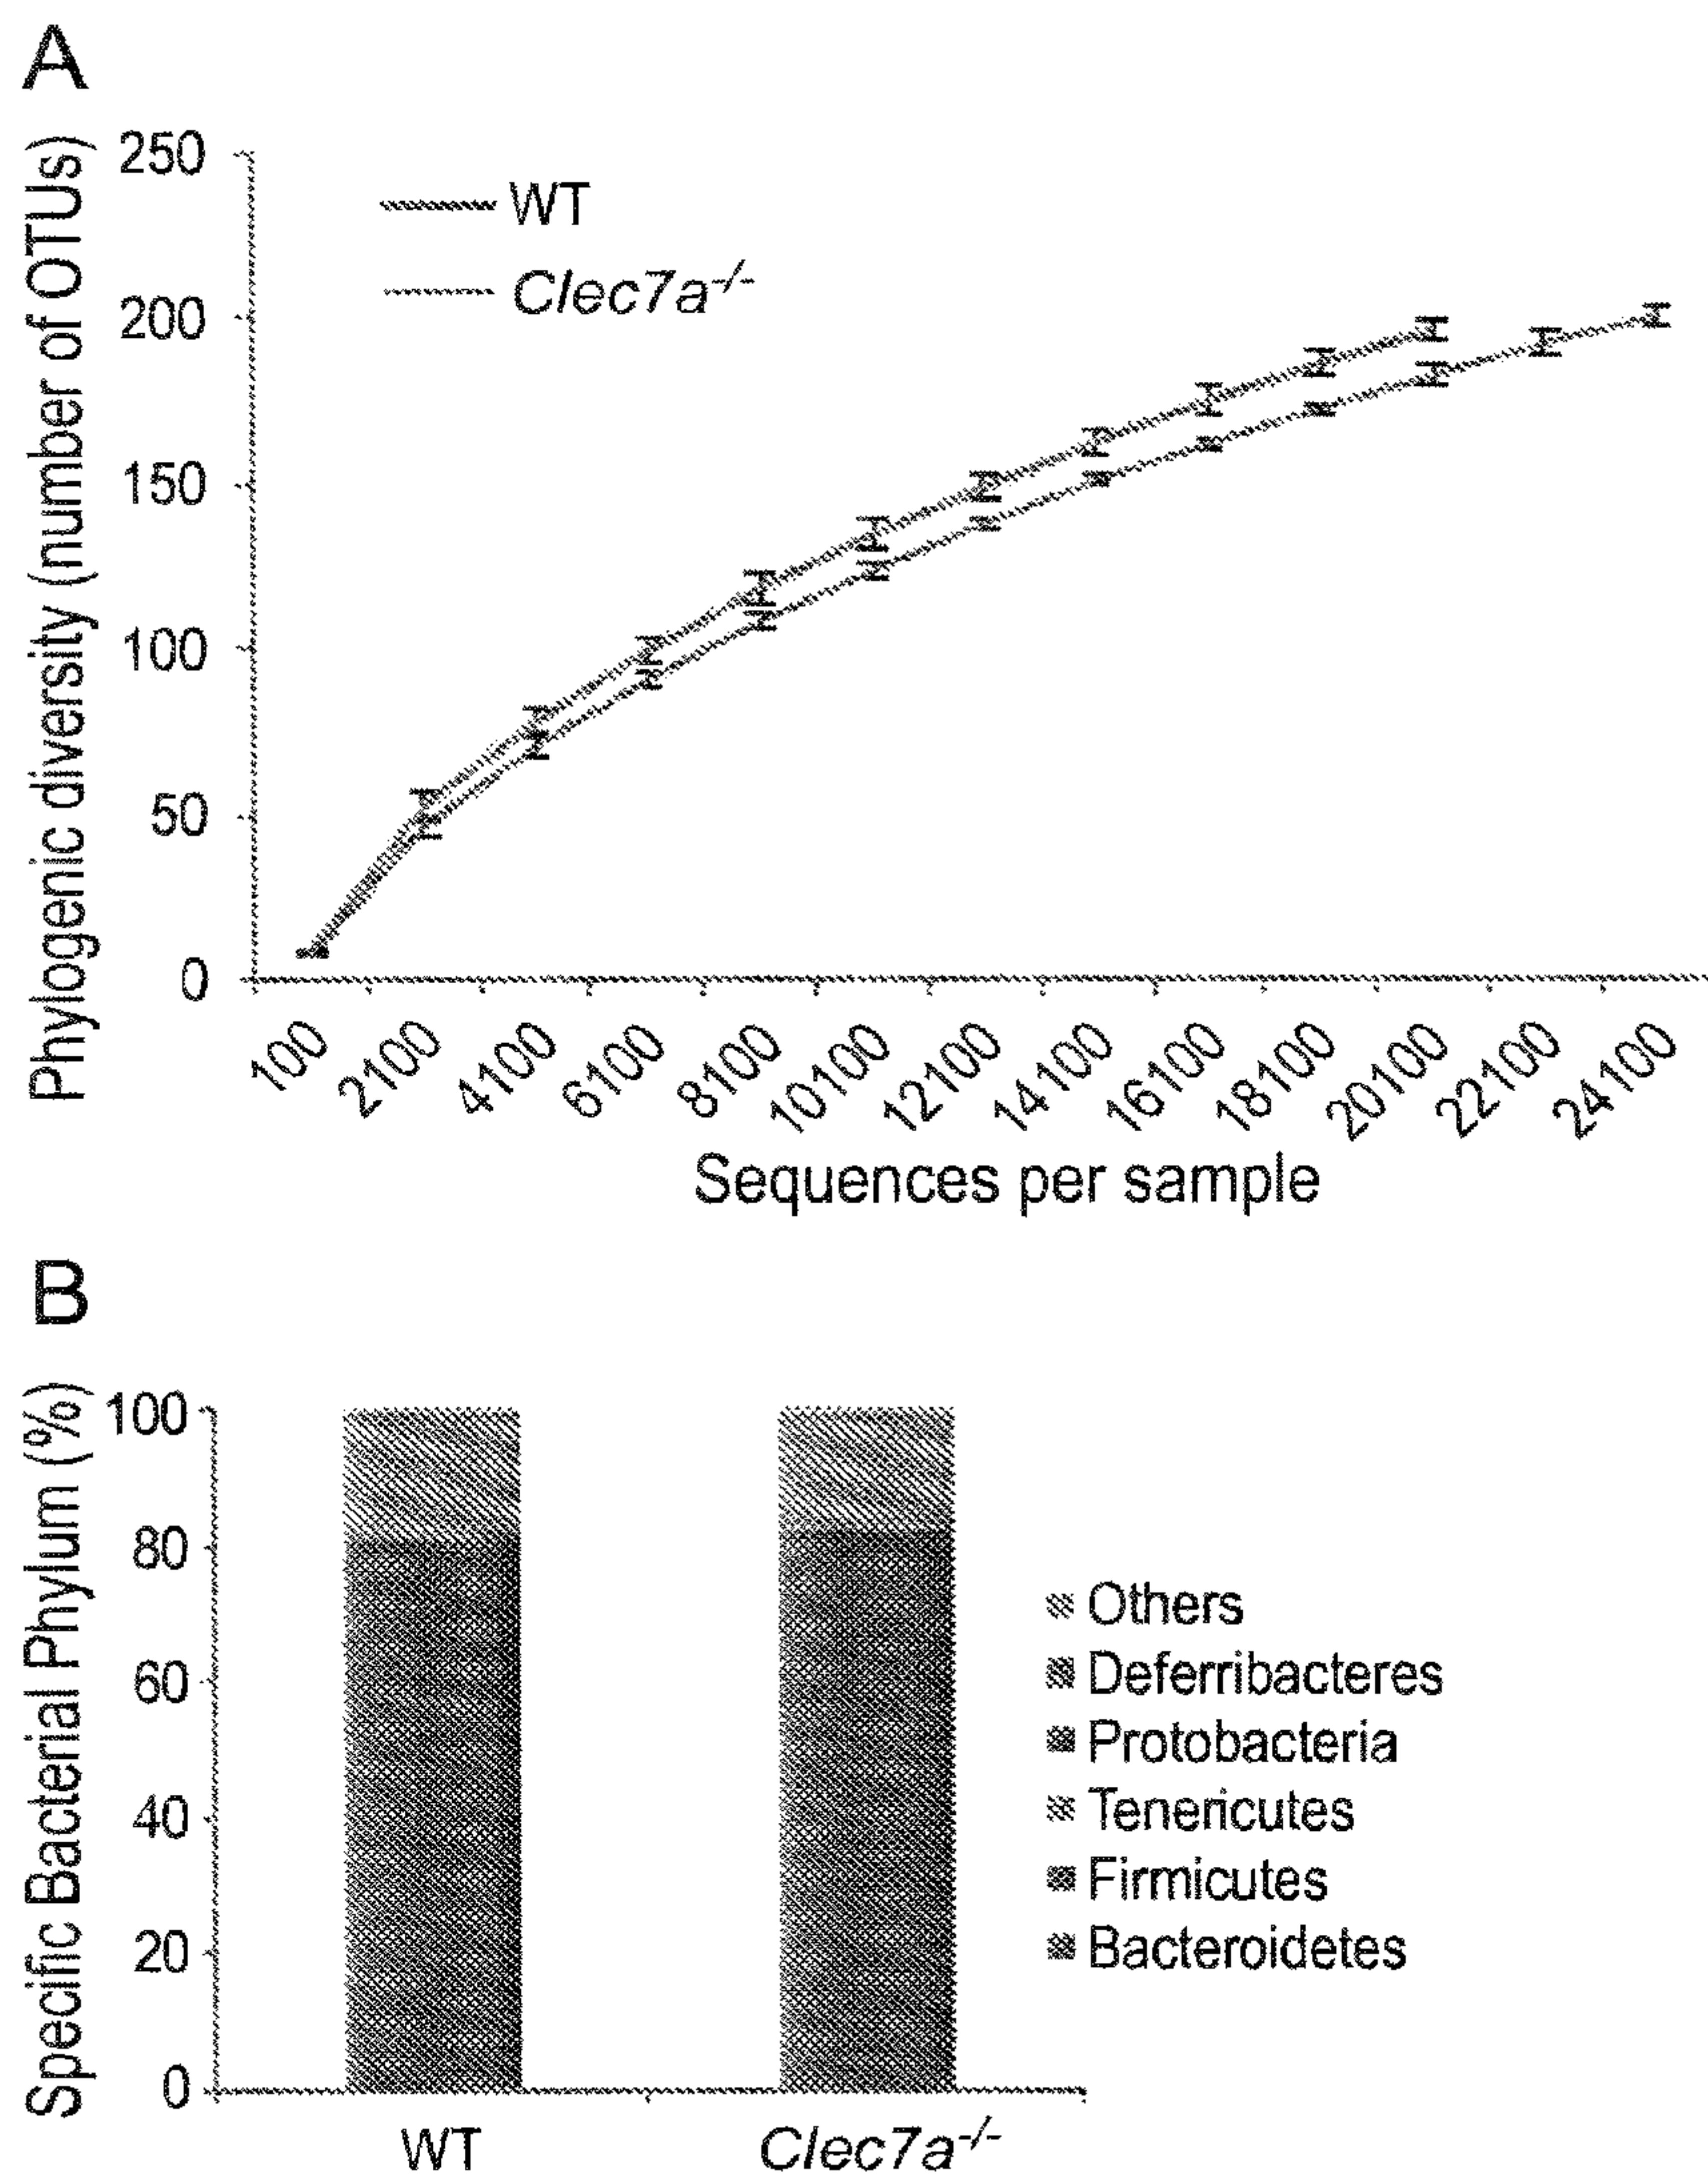 A
Phylogenic diversity (number of OTUs)
250
200
150
100
50
0
WT
Clec7a-/-
100
2100
4100
6100
8100
10100
12100
14100
16100
18100
20100
22100
24100
Sequences per sample
B
Specific Bacterial Phylum (%)
100
80
60
40
20
0
WT
Clec7a-/-
Others
Deferribacteres
Protobacteria
Tenericutes
Firmicutes
Bacteroidetes